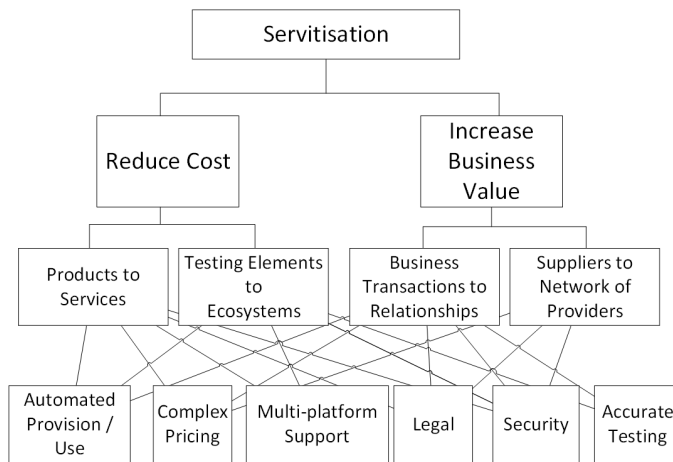 Servitisation
Reduce Cost
Increase
Business
Value
Products to
Services
Testing Elements
to
Ecosystems
Business
Transactions to
Relationships
Suppliers to
Network of
Providers
Automated
Provision /
Use
Complex
Pricing
Multi-platform
Support
Legal
Security
Accurate
Testing